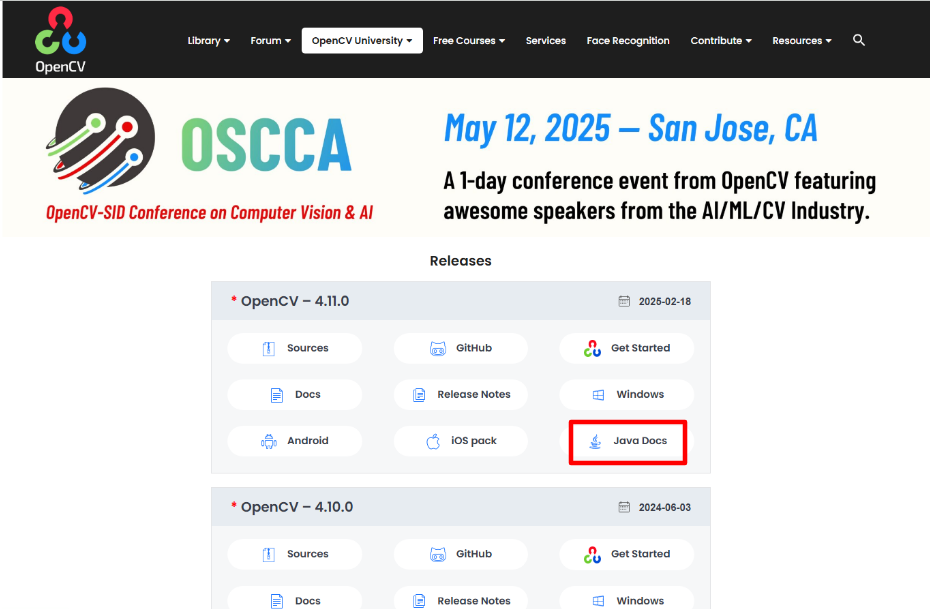 OpenCV
Library Forum OpenCV University Free Courses Services Face Recognition Contribute Resources
OSCCA
OpenCV-SID Conference on Computer Vision & AI
May 12, 2025 – San Jose, CA
A 1-day conference event from OpenCV featuring
awesome speakers from the AI/ML/CV Industry.
Releases
* OpenCV – 4.11.0 2025-02-18
Sources GitHub Get Started
Docs Release Notes Windows
Android iOS pack Java Docs
* OpenCV – 4.10.0 2024-06-03
Sources GitHub Get Started
Docs Release Notes Windows